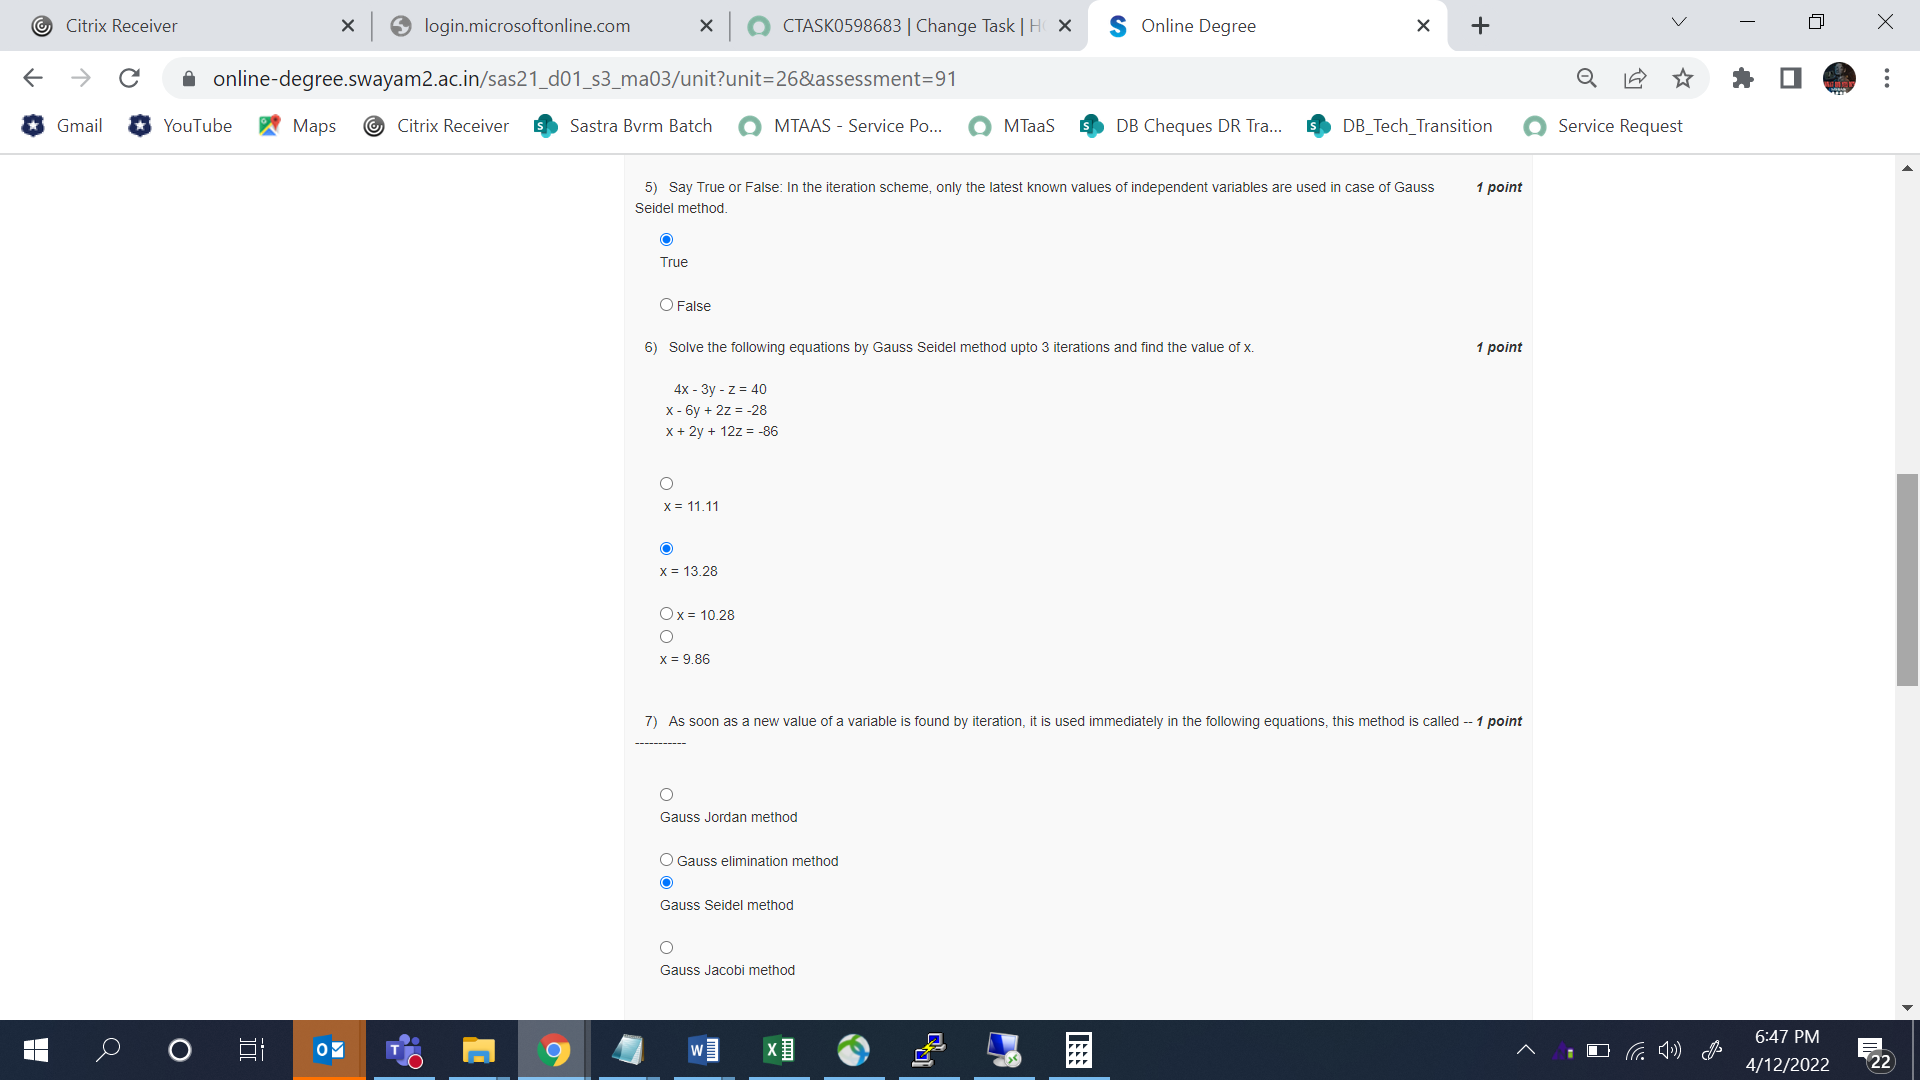 Citrix Receiver
login.microsoftonline.com
CTASK0598683 | Change Task | H
Online Degree
online-degree.swayam2.ac.in/sas21_d01_s3_ma03/unit?unit=26&assessment=91
Gmail YouTube Maps Citrix Receiver Sastra Bvrm Batch MTAAS - Service Po... MTaaS DB Cheques DR Tra... DB_Tech_Transition Service Request
5) Say True or False: In the iteration scheme, only the latest known values of independent variables are used in case of Gauss 1 point
Seidel method.
True
False
6) Solve the following equations by Gauss Seidel method upto 3 iterations and find the value of x. 1 point
4x - 3y - z = 40
x - 6y + 2z = -28
x + 2y + 12z = -86
x = 11.11
x = 13.28
x = 10.28
x = 9.86
7) As soon as a new value of a variable is found by iteration, it is used immediately in the following equations, this method is called -- 1 point
-----------
Gauss Jordan method
Gauss elimination method
Gauss Seidel method
Gauss Jacobi method
6:47 PM
4/12/2022
22